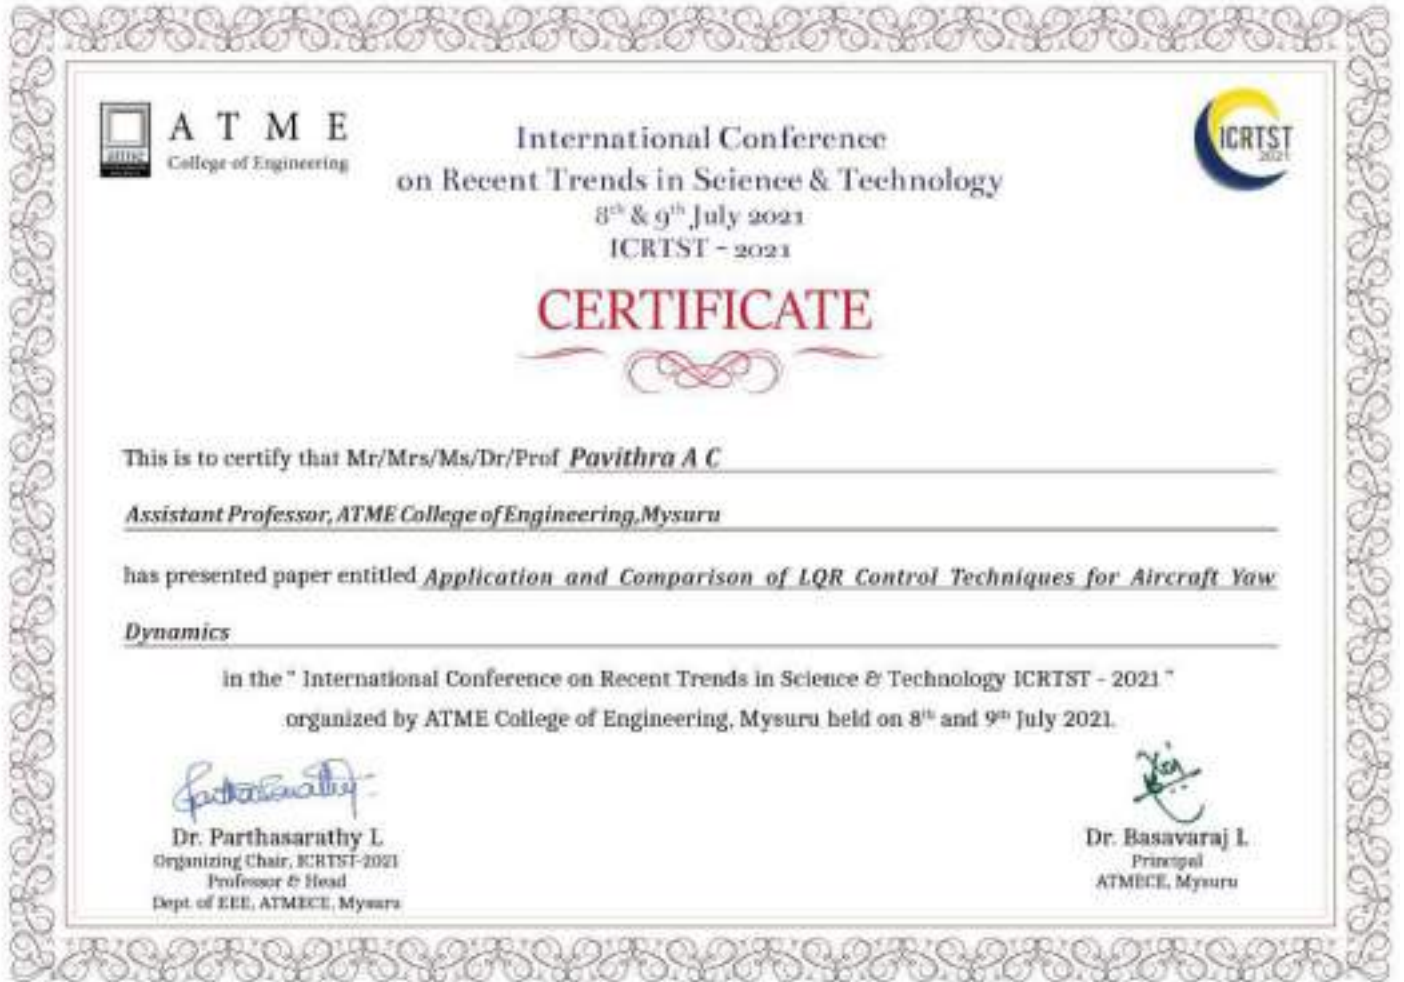 A T M E
College of Engineering
atme
ICRTST
2021
International Conference
on Recent Trends in Science & Technology
8th & 9th July 2021
ICRTST - 2021
CERTIFICATE
This is to certify that Mr/Mrs/Ms/Dr/Prof Pavithra A C
Assistant Professor, ATME College of Engineering,Mysuru
has presented paper entitled Application and Comparison of LQR Control Techniques for Aircraft Yaw
Dynamics
in the " International Conference on Recent Trends in Science & Technology ICRTST - 2021 "
organized by ATME College of Engineering, Mysuru held on 8th and 9th July 2021.
Parthasarathy
Dr. Parthasarathy L
Organizing Chair, ICRTST-2021
Professor & Head
Dept. of EEE, ATMECE, Mysuru
Dr. Basavaraj L
Principal
ATMECE, Mysuru